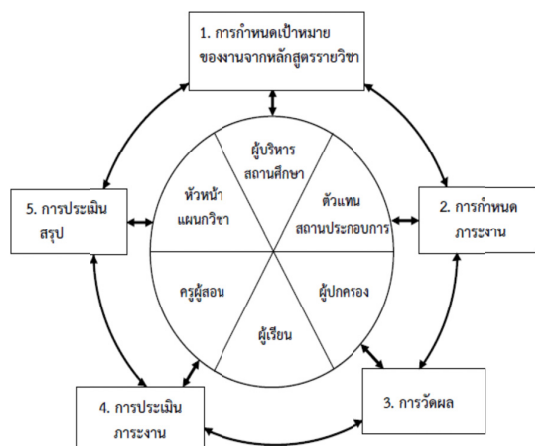 1. การกำหนดเป้าหมาย
ของงานจากหลักสูตรรายวิชา
ผู้บริหาร
สถานศึกษา
หัวหน้า
แผนกวิชา
ตัวแทน
สถานประกอบการ
5. การประเมิน
สรุป
2. การกำหนด
ภาระงาน
ครูผู้สอน
ผู้ปกครอง
ผู้เรียน
4. การประเมิน
ภาระงาน
3. การวัดผล